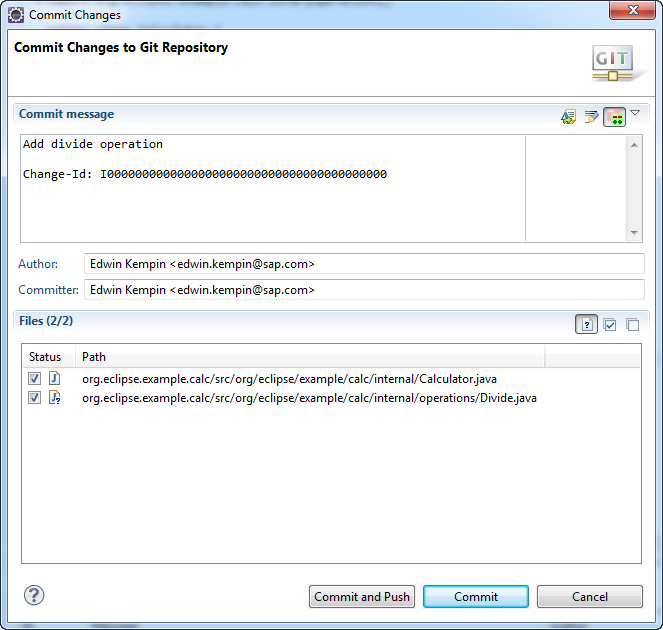 Commit Changes
Commit Changes to Git Repository
GIT
Commit message
Add divide operation
Change-Id: I0000000000000000000000000000000000000000
Author: Edwin Kempin <edwin.kempin@sap.com>
Committer: Edwin Kempin <edwin.kempin@sap.com>
Files (2/2)
Status Path
org.eclipse.example.calc/src/org/eclipse/example/calc/internal/Calculator.java
org.eclipse.example.calc/src/org/eclipse/example/calc/internal/operations/Divide.java
Commit and Push Commit Cancel